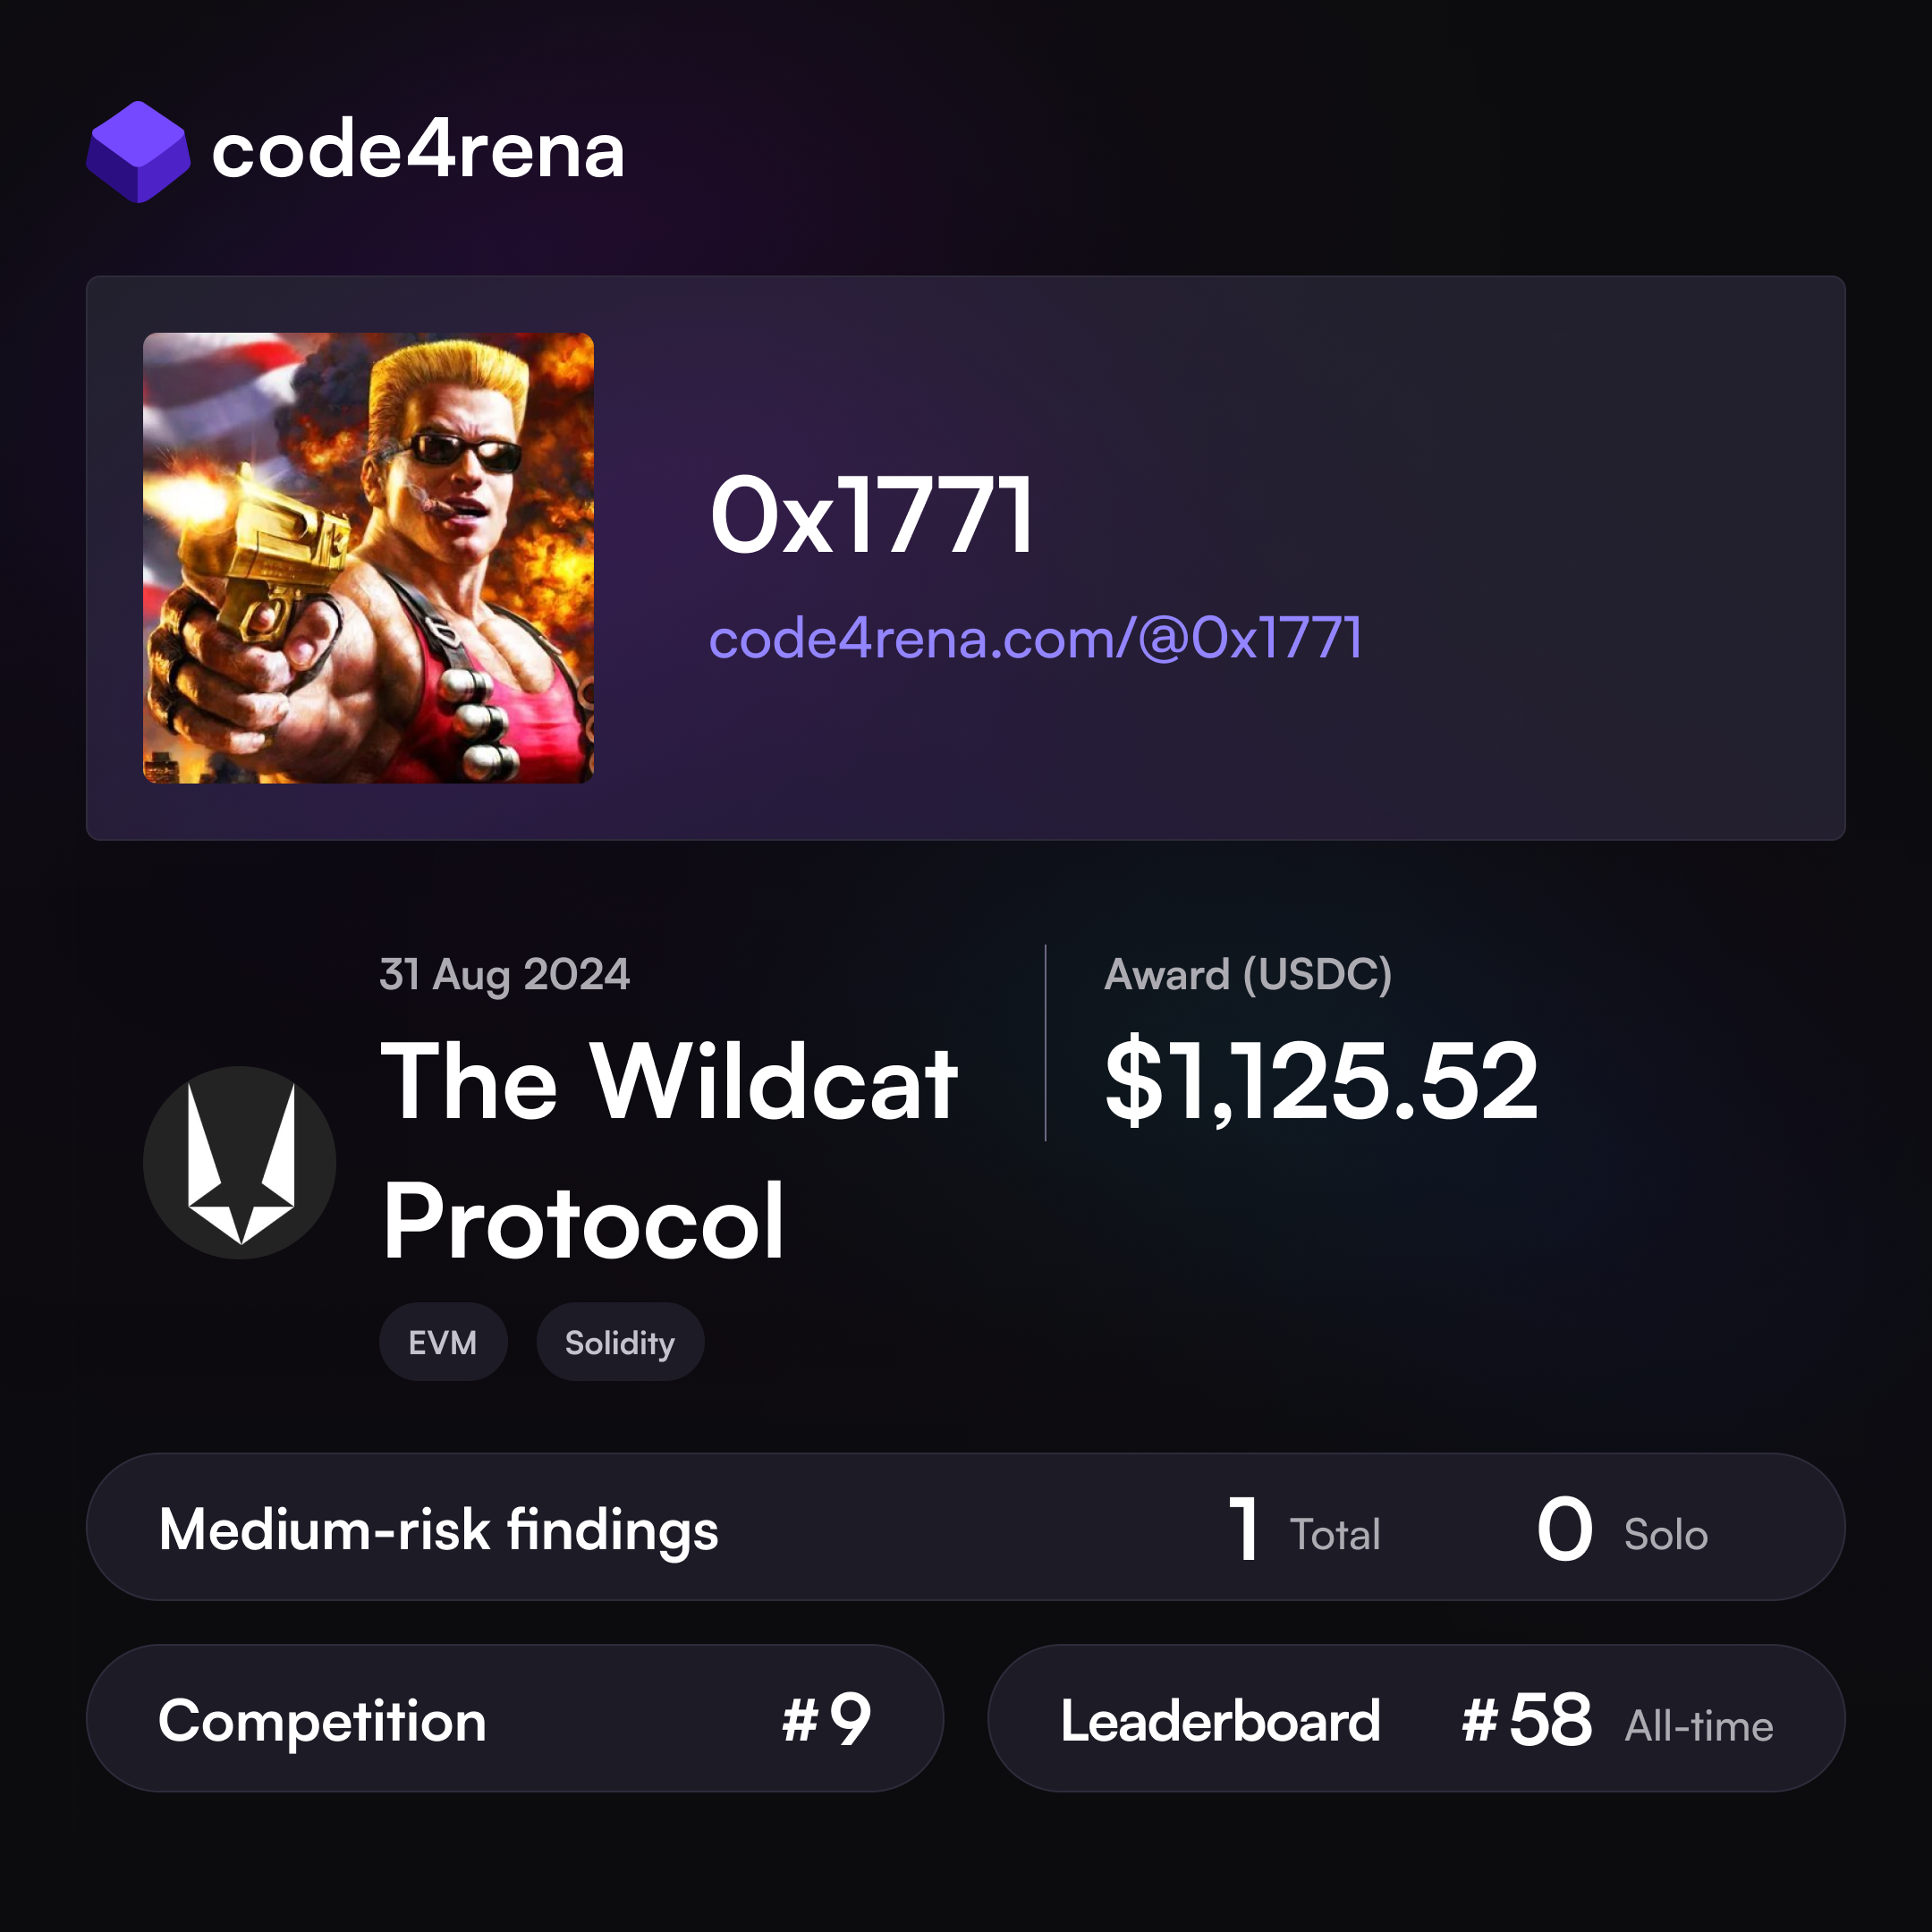 code4rena
0x1771
code4rena.com/@0x1771
31 Aug 2024
The Wildcat
Protocol
EVM Solidity
Award (USDC)
$1,125.52
Medium-risk findings 1 Total 0 Solo
Competition #9
Leaderboard #58 All-time